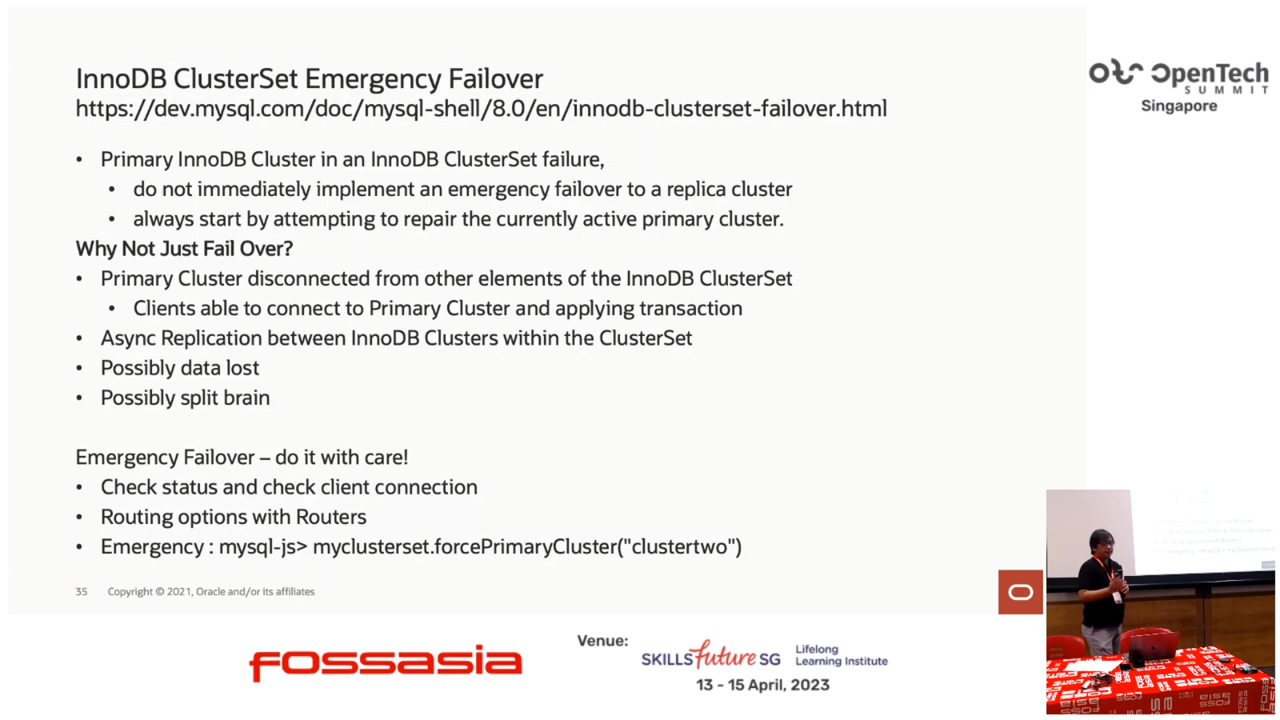 InnoDB ClusterSet Emergency Failover
https://dev.mysql.com/doc/mysql-shell/8.0/en/innodb-clusterset-failover.html
• Primary InnoDB Cluster in an InnoDB ClusterSet failure,
• do not immediately implement an emergency failover to a replica cluster
• always start by attempting to repair the currently active primary cluster.
Why Not Just Fail Over?
• Primary Cluster disconnected from other elements of the InnoDB ClusterSet
• Clients able to connect to Primary Cluster and applying transaction
• Async Replication between InnoDB Clusters within the ClusterSet
• Possibly data lost
• Possibly split brain
Emergency Failover – do it with care!
• Check status and check client connection
• Routing options with Routers
• Emergency : mysql-js> myclusterset.forcePrimaryCluster("clustertwo")
35 Copyright © 2021, Oracle and/or its affiliates
OpenTech
SUMMIT
Singapore
FOSSASIA
Venue:
SKILLSfuture SG
Lifelong
Learning Institute
13 - 15 April, 2023